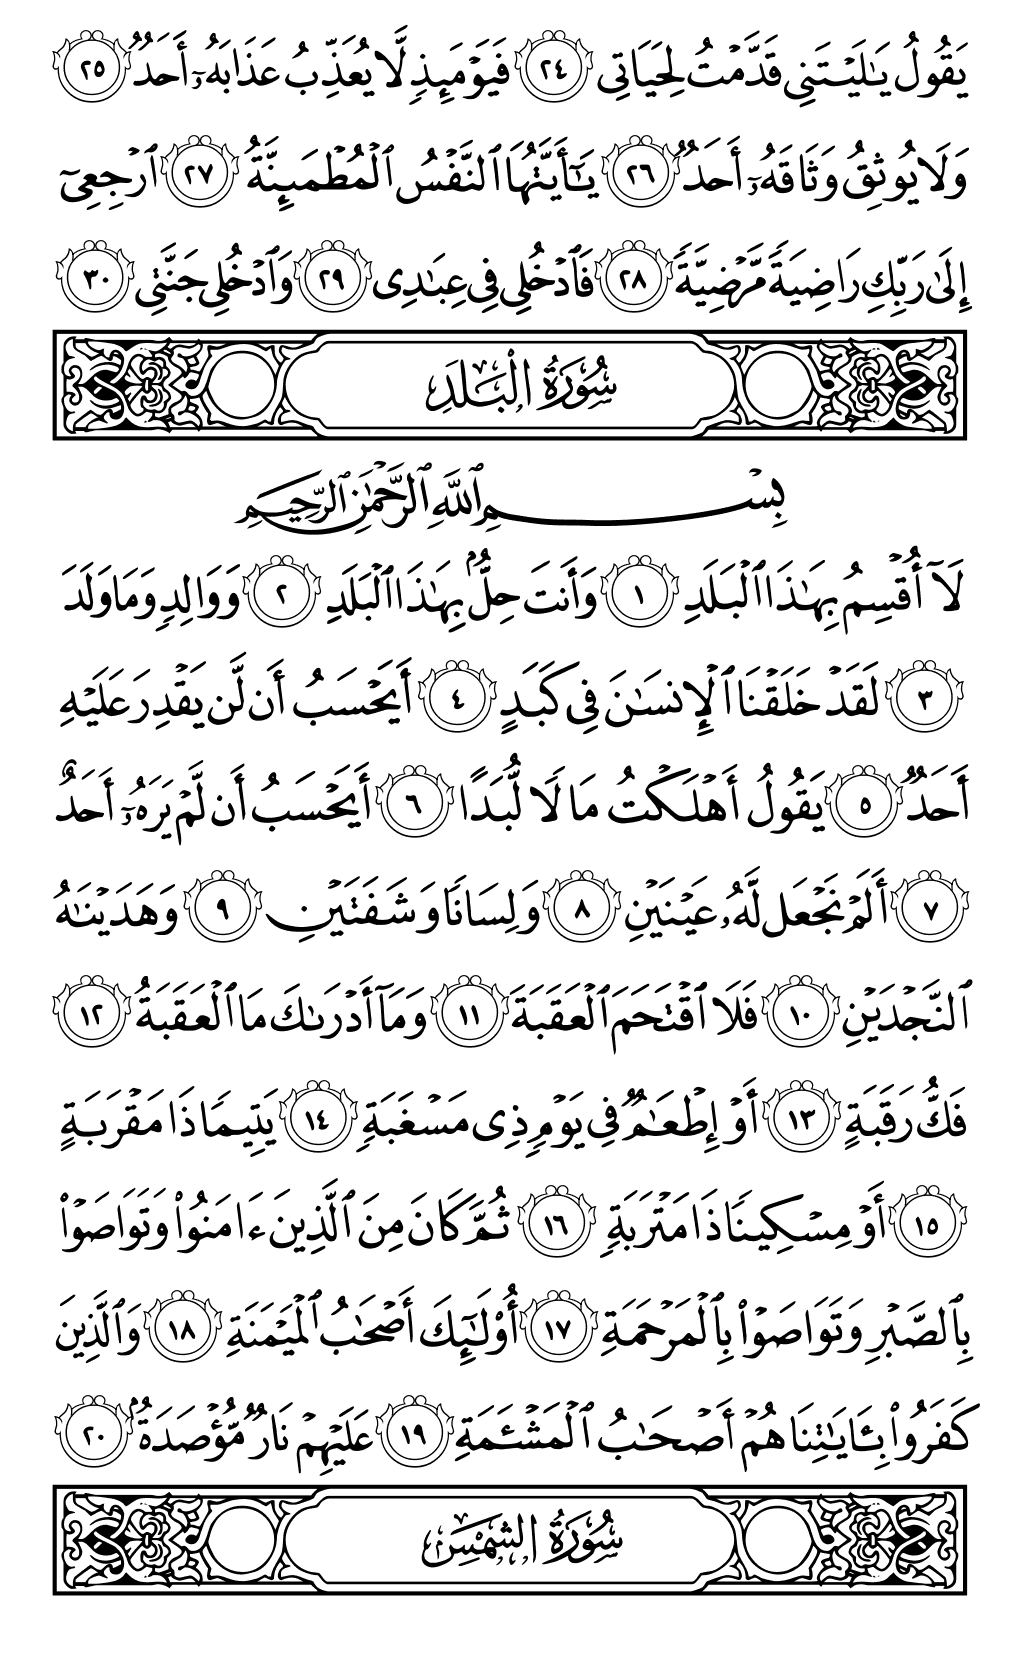 يَقُولُ يَـٰلَيْتَنِى قَدَّمْتُ لِحَيَاتِى ٢٤ فَيَوْمَئِذٍ لَّا يُعَذِّبُ عَذَابَهُۥٓ أَحَدٌ ٢٥
وَلَا يُوثِقُ وَثَاقَهُۥٓ أَحَدٌ ٢٦ يَـٰٓأَيَّتُهَا ٱلنَّفْسُ ٱلْمُطْمَئِنَّةُ ٢٧ ٱرْجِعِىٓ
إِلَىٰ رَبِّكِ رَاضِيَةً مَّرْضِيَّةً ٢٨ فَٱدْخُلِى فِى عِبَـٰدِى ٢٩ وَٱدْخُلِى جَنَّتِى ٣٠
سُورَةُ الْبَلَدِ
بِسْمِ ٱللَّهِ ٱلرَّحْمَـٰنِ ٱلرَّحِيمِ
لَآ أُقْسِمُ بِهَـٰذَا ٱلْبَلَدِ ١ وَأَنتَ حِلٌّۢ بِهَـٰذَا ٱلْبَلَدِ ٢ وَوَالِدٍ وَمَا وَلَدَ
٣ لَقَدْ خَلَقْنَا ٱلْإِنسَـٰنَ فِى كَبَدٍ ٤ أَيَحْسَبُ أَن لَّن يَقْدِرَ عَلَيْهِ
أَحَدٌ ٥ يَقُولُ أَهْلَكْتُ مَالًا لُّبَدًا ٦ أَيَحْسَبُ أَن لَّمْ يَرَهُۥٓ أَحَدٌ
٧ أَلَمْ نَجْعَل لَّهُۥ عَيْنَيْنِ ٨ وَلِسَانًا وَشَفَتَيْنِ ٩ وَهَدَيْنَـٰهُ
ٱلنَّجْدَيْنِ ١٠ فَلَا ٱقْتَحَمَ ٱلْعَقَبَةَ ١١ وَمَآ أَدْرَىٰكَ مَا ٱلْعَقَبَةُ ١٢
فَكُّ رَقَبَةٍ ١٣ أَوْ إِطْعَـٰمٌ فِى يَوْمٍ ذِى مَسْغَبَةٍ ١٤ يَتِيمًا ذَا مَقْرَبَةٍ
١٥ أَوْ مِسْكِينًا ذَا مَتْرَبَةٍ ١٦ ثُمَّ كَانَ مِنَ ٱلَّذِينَ ءَامَنُوا۟ وَتَوَاصَوْا۟
بِٱلصَّبْرِ وَتَوَاصَوْا۟ بِٱلْمَرْحَمَةِ ١٧ أُو۟لَـٰٓئِكَ أَصْحَـٰبُ ٱلْمَيْمَنَةِ ١٨ وَٱلَّذِينَ
كَفَرُوا۟ بِـَٔايَـٰتِنَا هُمْ أَصْحَـٰبُ ٱلْمَشْـَٔمَةِ ١٩ عَلَيْهِمْ نَارٌ مُّؤْصَدَةٌۢ ٢٠
سُورَةُ الشَّمْسِ